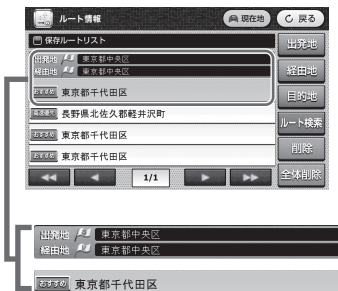 ルート情報 現在地 戻る
保存ルートリスト 出発地
出発地 東京都中央区
経由地 東京都中央区 経由地
おすすめ 東京都千代田区 目的地
長野県北佐久郡軽井沢町 ルート検索
おすすめ 東京都千代田区 削除
おすすめ 東京都千代田区
1/1 全体削除
出発地 東京都中央区
経由地 東京都中央区
おすすめ 東京都千代田区